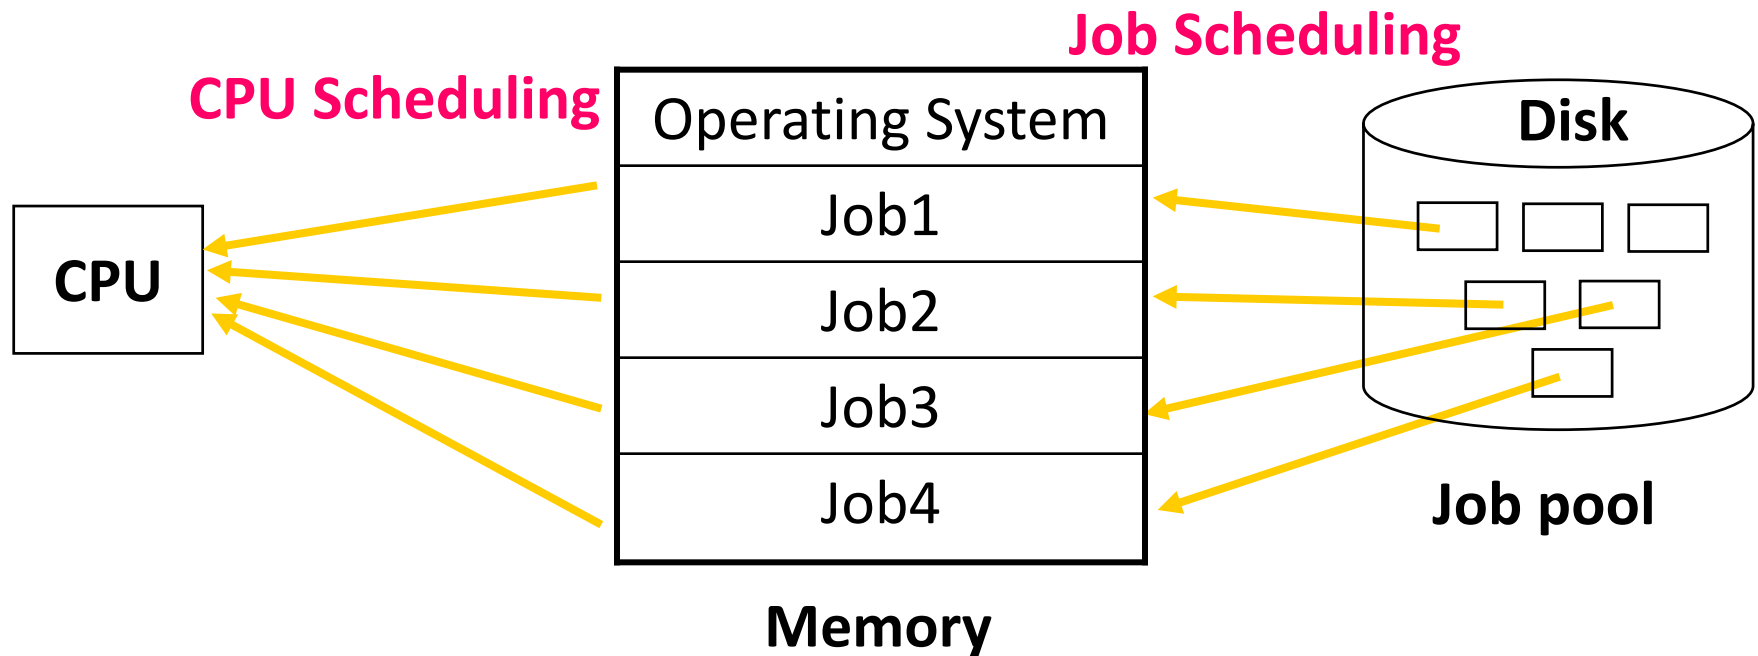 Job Scheduling
CPU Scheduling
Operating System
Disk
Job1
CPU
Job2
Job3
Job4
Job pool
Memory